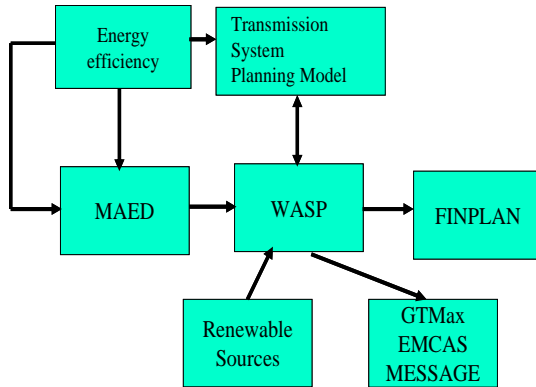 Energy
efficiency
Transmission
System
Planning Model
MAED
WASP
FINPLAN
Renewable
Sources
GTMax
EMCAS
MESSAGE